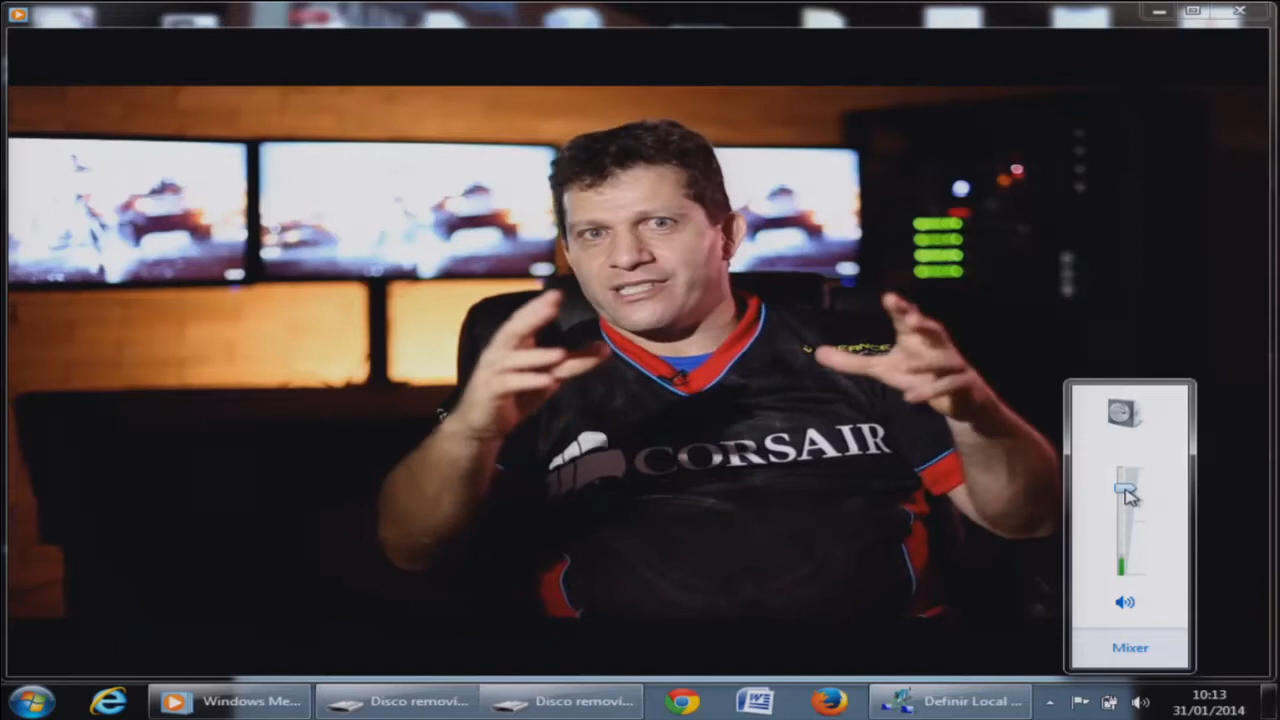 CORSAIR
Mixer
Windows Me...
Disco removí...
Disco removí...
Definir Local ...
10:13
31/01/2014